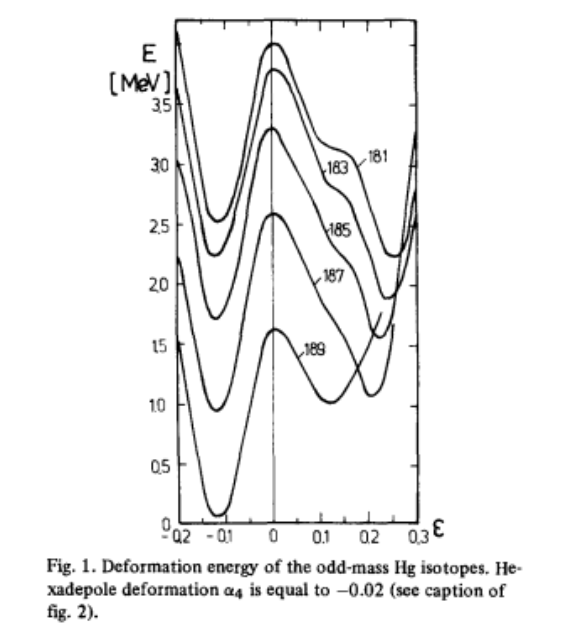 E
[MeV]
3,5
3,0
2,5
2,0
1,5
1,0
0,5
0
181
183
185
187
189
-0,2 -0,1 0 0,1 0,2 0,3 ε
Fig. 1. Deformation energy of the odd-mass Hg isotopes. He-
xadepole deformation α4 is equal to −0.02 (see caption of
fig. 2).